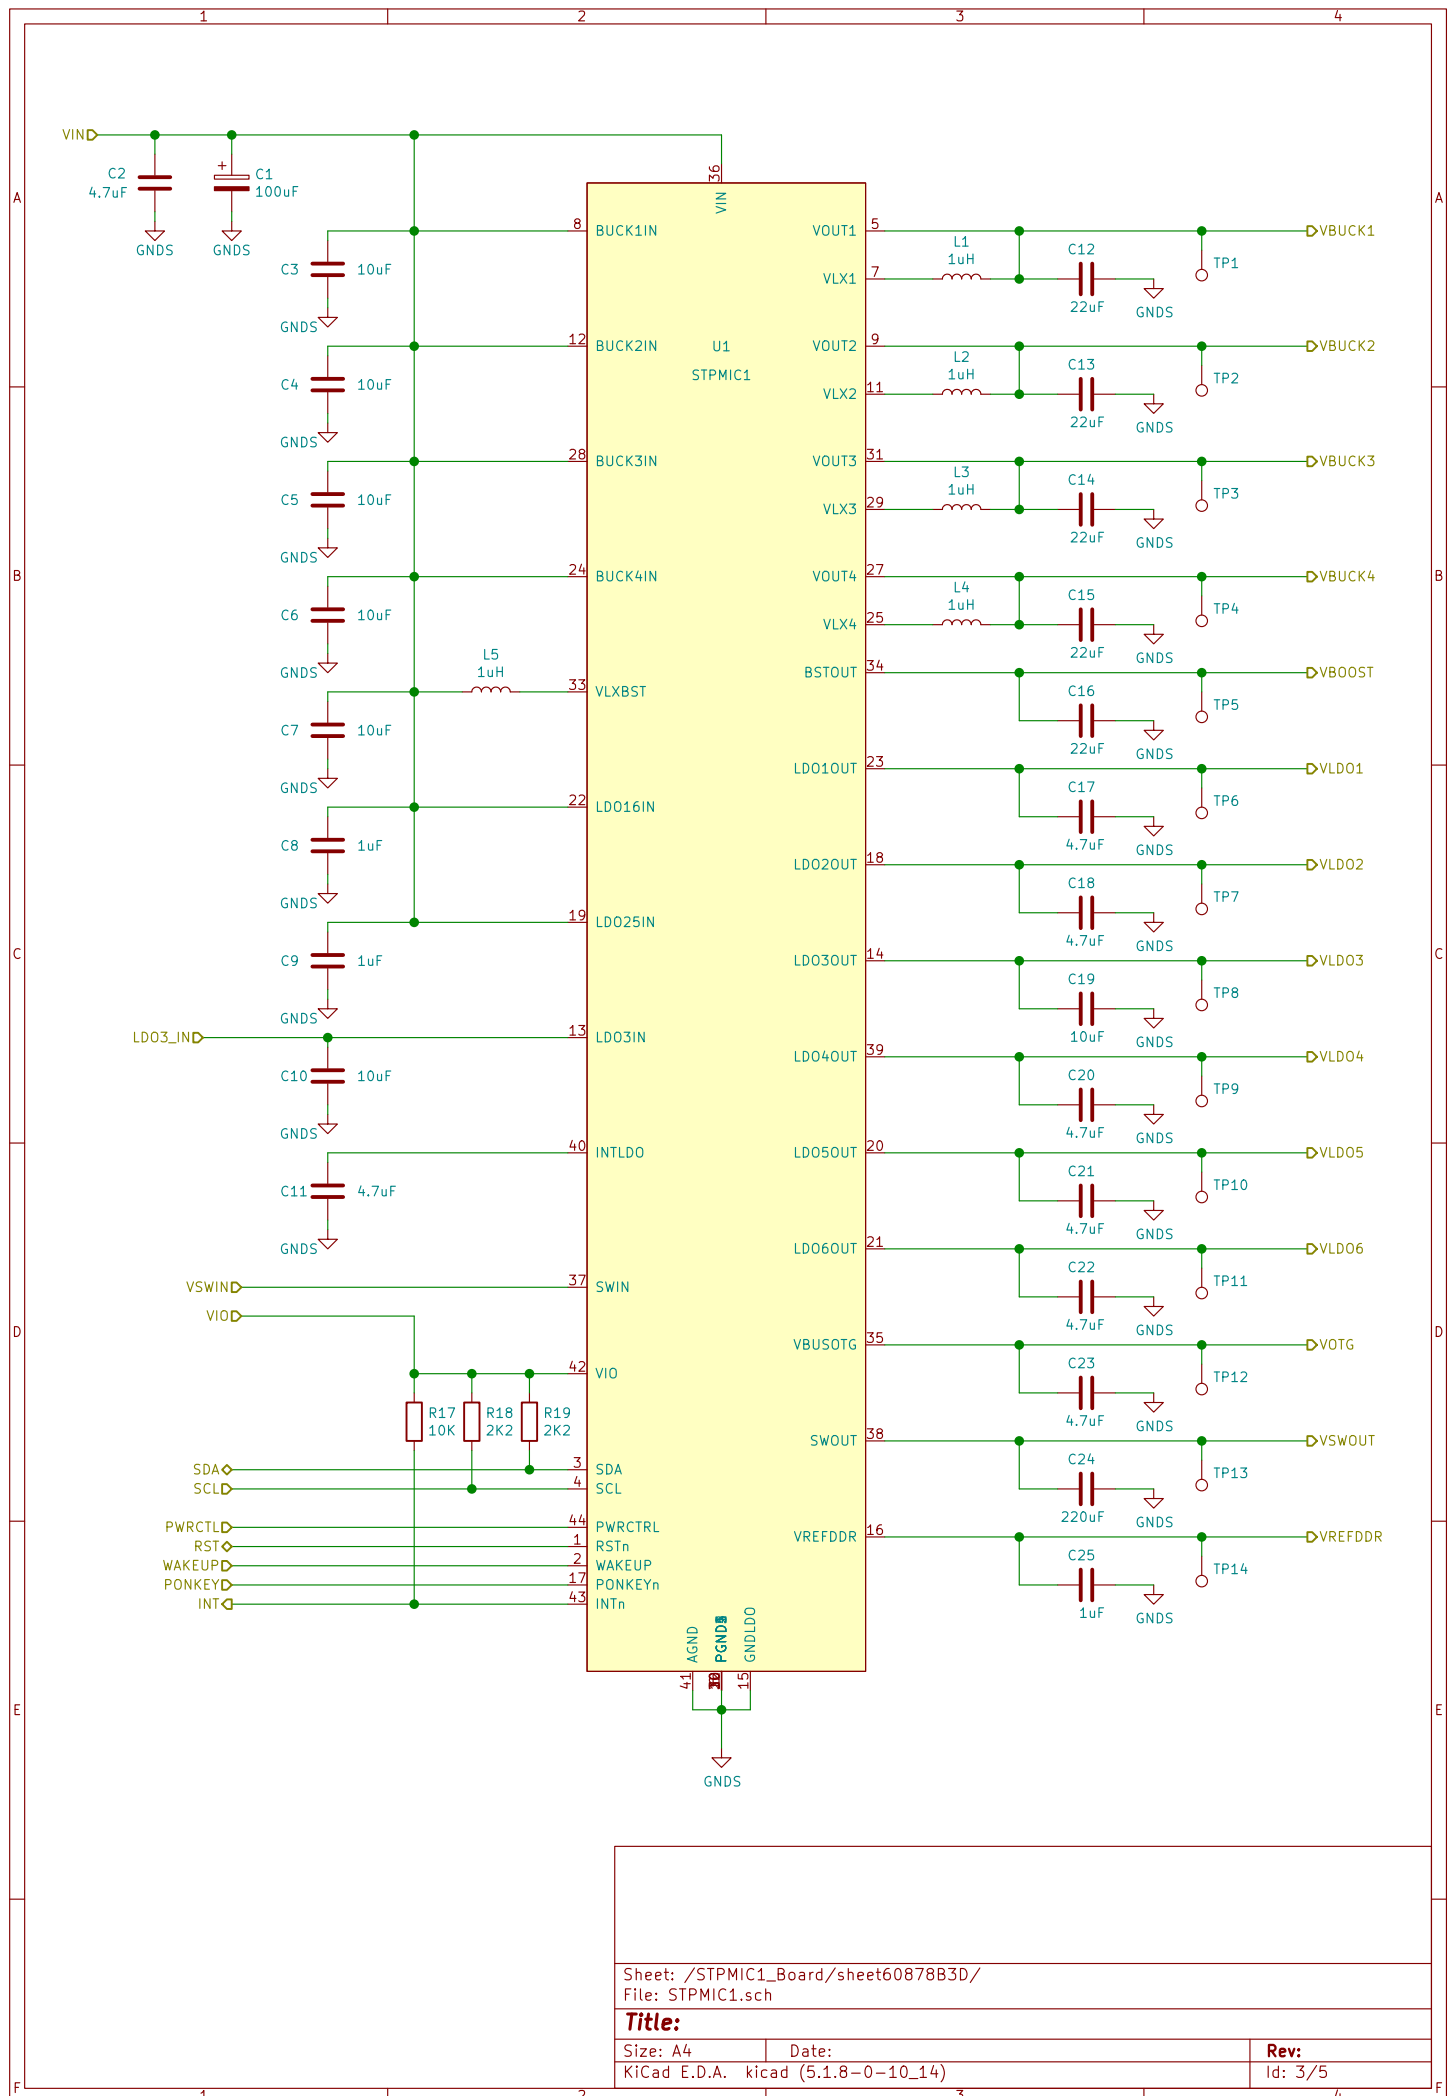 1 2 3 4
VIN
C2
4.7uF
GNDS
+
C1
100uF
GNDS
36
VIN
A A
8 BUCK1IN
C3 10uF
GNDS
12 BUCK2IN
C4 10uF
GNDS
28 BUCK3IN
C5 10uF
GNDS
24 BUCK4IN
C6 10uF
GNDS
L5
1uH
33 VLXBST
C7 10uF
GNDS
22 LDO16IN
C8 1uF
GNDS
19 LDO25IN
C9 1uF
GNDS
LDO3_IN 13 LDO3IN
C10 10uF
GNDS
40 INTLDO
C11 4.7uF
GNDS
VSWIN 37 SWIN
VIO
42 VIO
R17
10K
R18
2K2
R19
2K2
SDA 3 SDA
SCL 4 SCL
PWRCTL 44 PWRCTRL
RST 1 RSTn
WAKEUP 2 WAKEUP
PONKEY 17 PONKEYn
INT 43 INTn
U1
STPMIC1
VOUT1 5 VBUCK1
L1
1uH
VLX1 7
C12
22uF
GNDS
TP1
VOUT2 9 VBUCK2
L2
1uH
VLX2 11
C13
22uF
GNDS
TP2
VOUT3 31 VBUCK3
L3
1uH
VLX3 29
C14
22uF
GNDS
TP3
B B
VOUT4 27 VBUCK4
L4
1uH
VLX4 25
C15
22uF
GNDS
TP4
BSTOUT 34 VBOOST
C16
22uF
GNDS
TP5
LDO1OUT 23 VLDO1
C17
4.7uF
GNDS
TP6
LDO2OUT 18 VLDO2
C18
4.7uF
GNDS
TP7
C C
LDO3OUT 14 VLDO3
C19
10uF
GNDS
TP8
LDO4OUT 39 VLDO4
C20
4.7uF
GNDS
TP9
LDO5OUT 20 VLDO5
C21
4.7uF
GNDS
TP10
LDO6OUT 21 VLDO6
C22
4.7uF
GNDS
TP11
D D
VBUSOTG 35 VOTG
C23
4.7uF
GNDS
TP12
SWOUT 38 VSWOUT
C24
220uF
GNDS
TP13
VREFDDR 16 VREFDDR
C25
1uF
GNDS
TP14
AGND
GNDLDO
41
15
GNDS
E E
Sheet: /STPMIC1_Board/sheet60878B3D/
File: STPMIC1.sch
Title:
Size: A4 Date: Rev:
KiCad E.D.A. kicad (5.1.8-0-10_14) Id: 3/5
F F
1 2 3 4